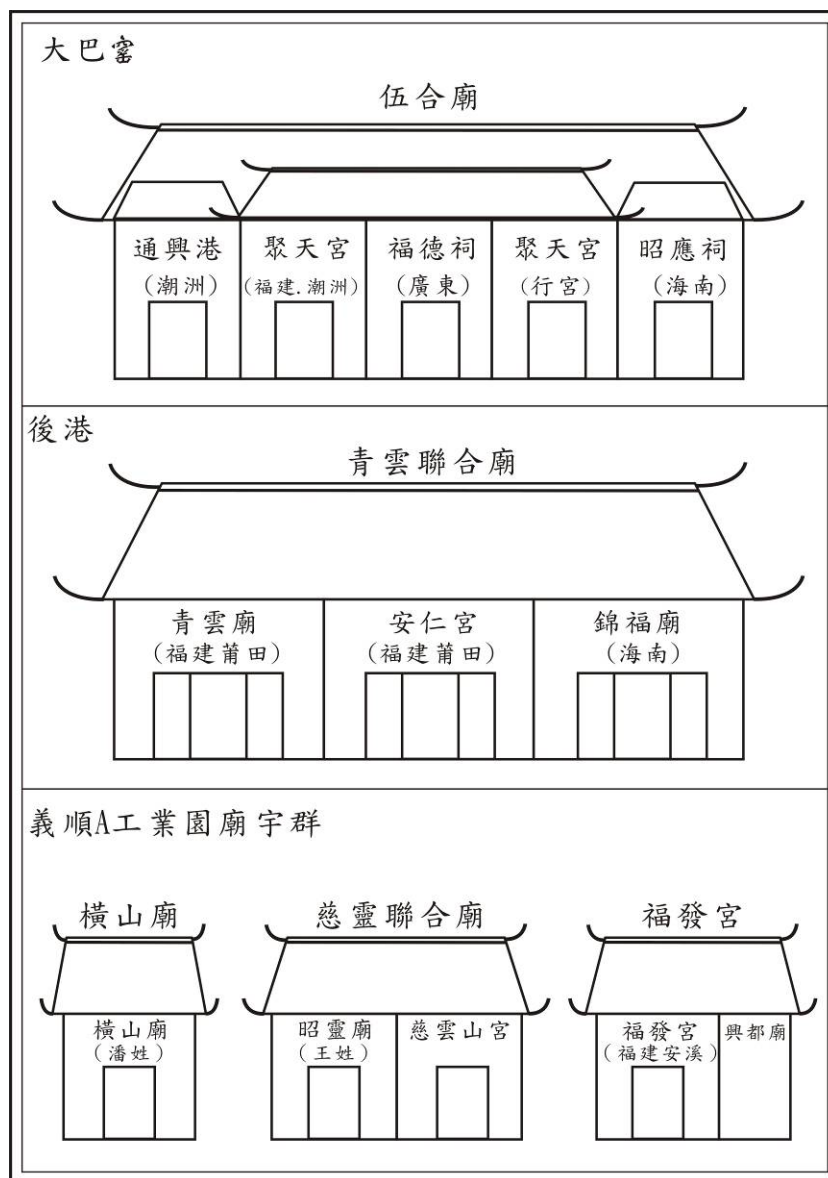 大巴窰
伍合廟
通興港 聚天宮 福德祠 聚天宮 昭應祠
(潮洲) (福建.潮洲) (廣東) (行宮) (海南)
後港
青雲聯合廟
青雲廟 安仁宮 錦福廟
(福建莆田) (福建莆田) (海南)
義順A工業園廟宇群
橫山廟 慈靈聯合廟 福發宮
橫山廟 昭靈廟 慈雲山宮 福發宮 興都廟
(潘姓) (王姓) (福建安溪)